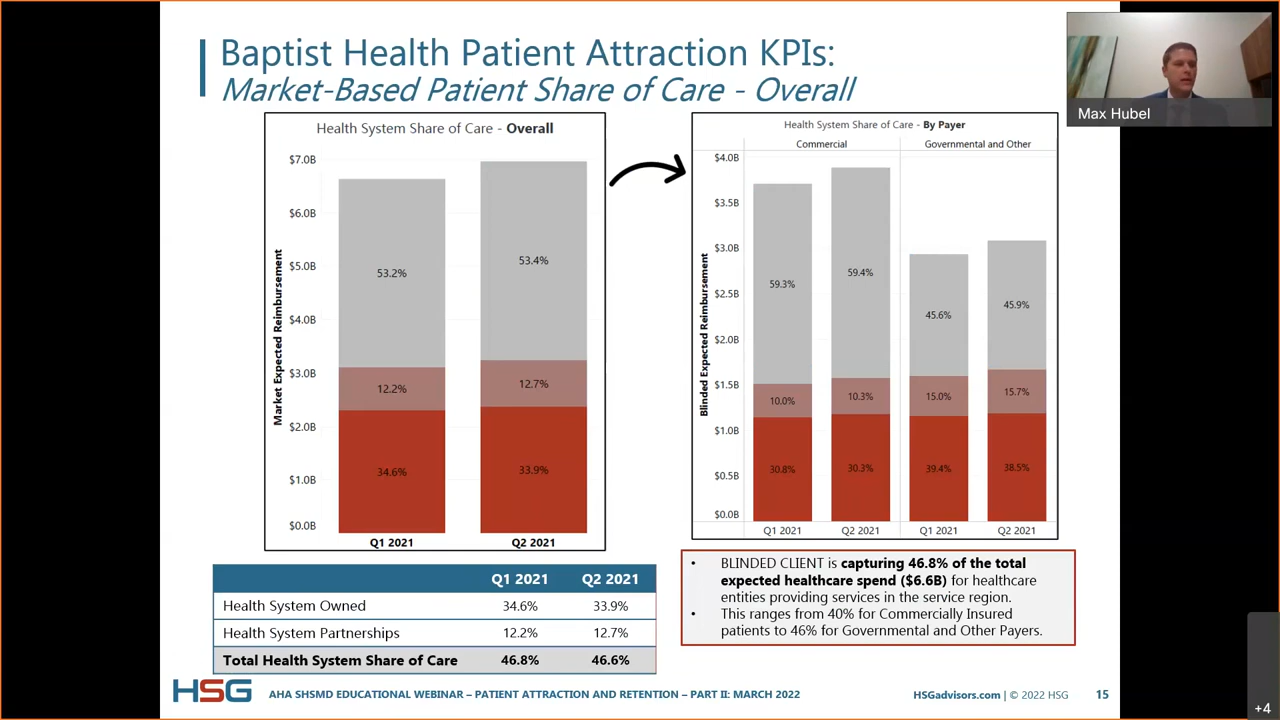 Baptist Health Patient Attraction KPIs:
Market-Based Patient Share of Care - Overall
Max Hubel
Health System Share of Care - Overall
Market Expected Reimbursement
$7.0B
$6.0B
$5.0B
$4.0B
$3.0B
$2.0B
$1.0B
$0.0B
53.2%
12.2%
34.6%
53.4%
12.7%
33.9%
Q1 2021
Q2 2021
Health System Share of Care - By Payer
Commercial
Governmental and Other
Blinded Expected Reimbursement
$4.0B
$3.5B
$3.0B
$2.5B
$2.0B
$1.5B
$1.0B
$0.5B
$0.0B
59.3%
10.0%
30.8%
59.4%
10.3%
30.3%
45.6%
15.0%
39.4%
45.9%
15.7%
38.5%
Q1 2021
Q2 2021
Q1 2021
Q2 2021
Q1 2021 Q2 2021
Health System Owned 34.6% 33.9%
Health System Partnerships 12.2% 12.7%
Total Health System Share of Care 46.8% 46.6%
• BLINDED CLIENT is capturing 46.8% of the total
expected healthcare spend ($6.6B) for healthcare
entities providing services in the service region.
• This ranges from 40% for Commercially Insured
patients to 46% for Governmental and Other Payers.
HSG AHA SHSMD EDUCATIONAL WEBINAR – PATIENT ATTRACTION AND RETENTION – PART II: MARCH 2022 HSGadvisors.com | © 2022 HSG 15
+4